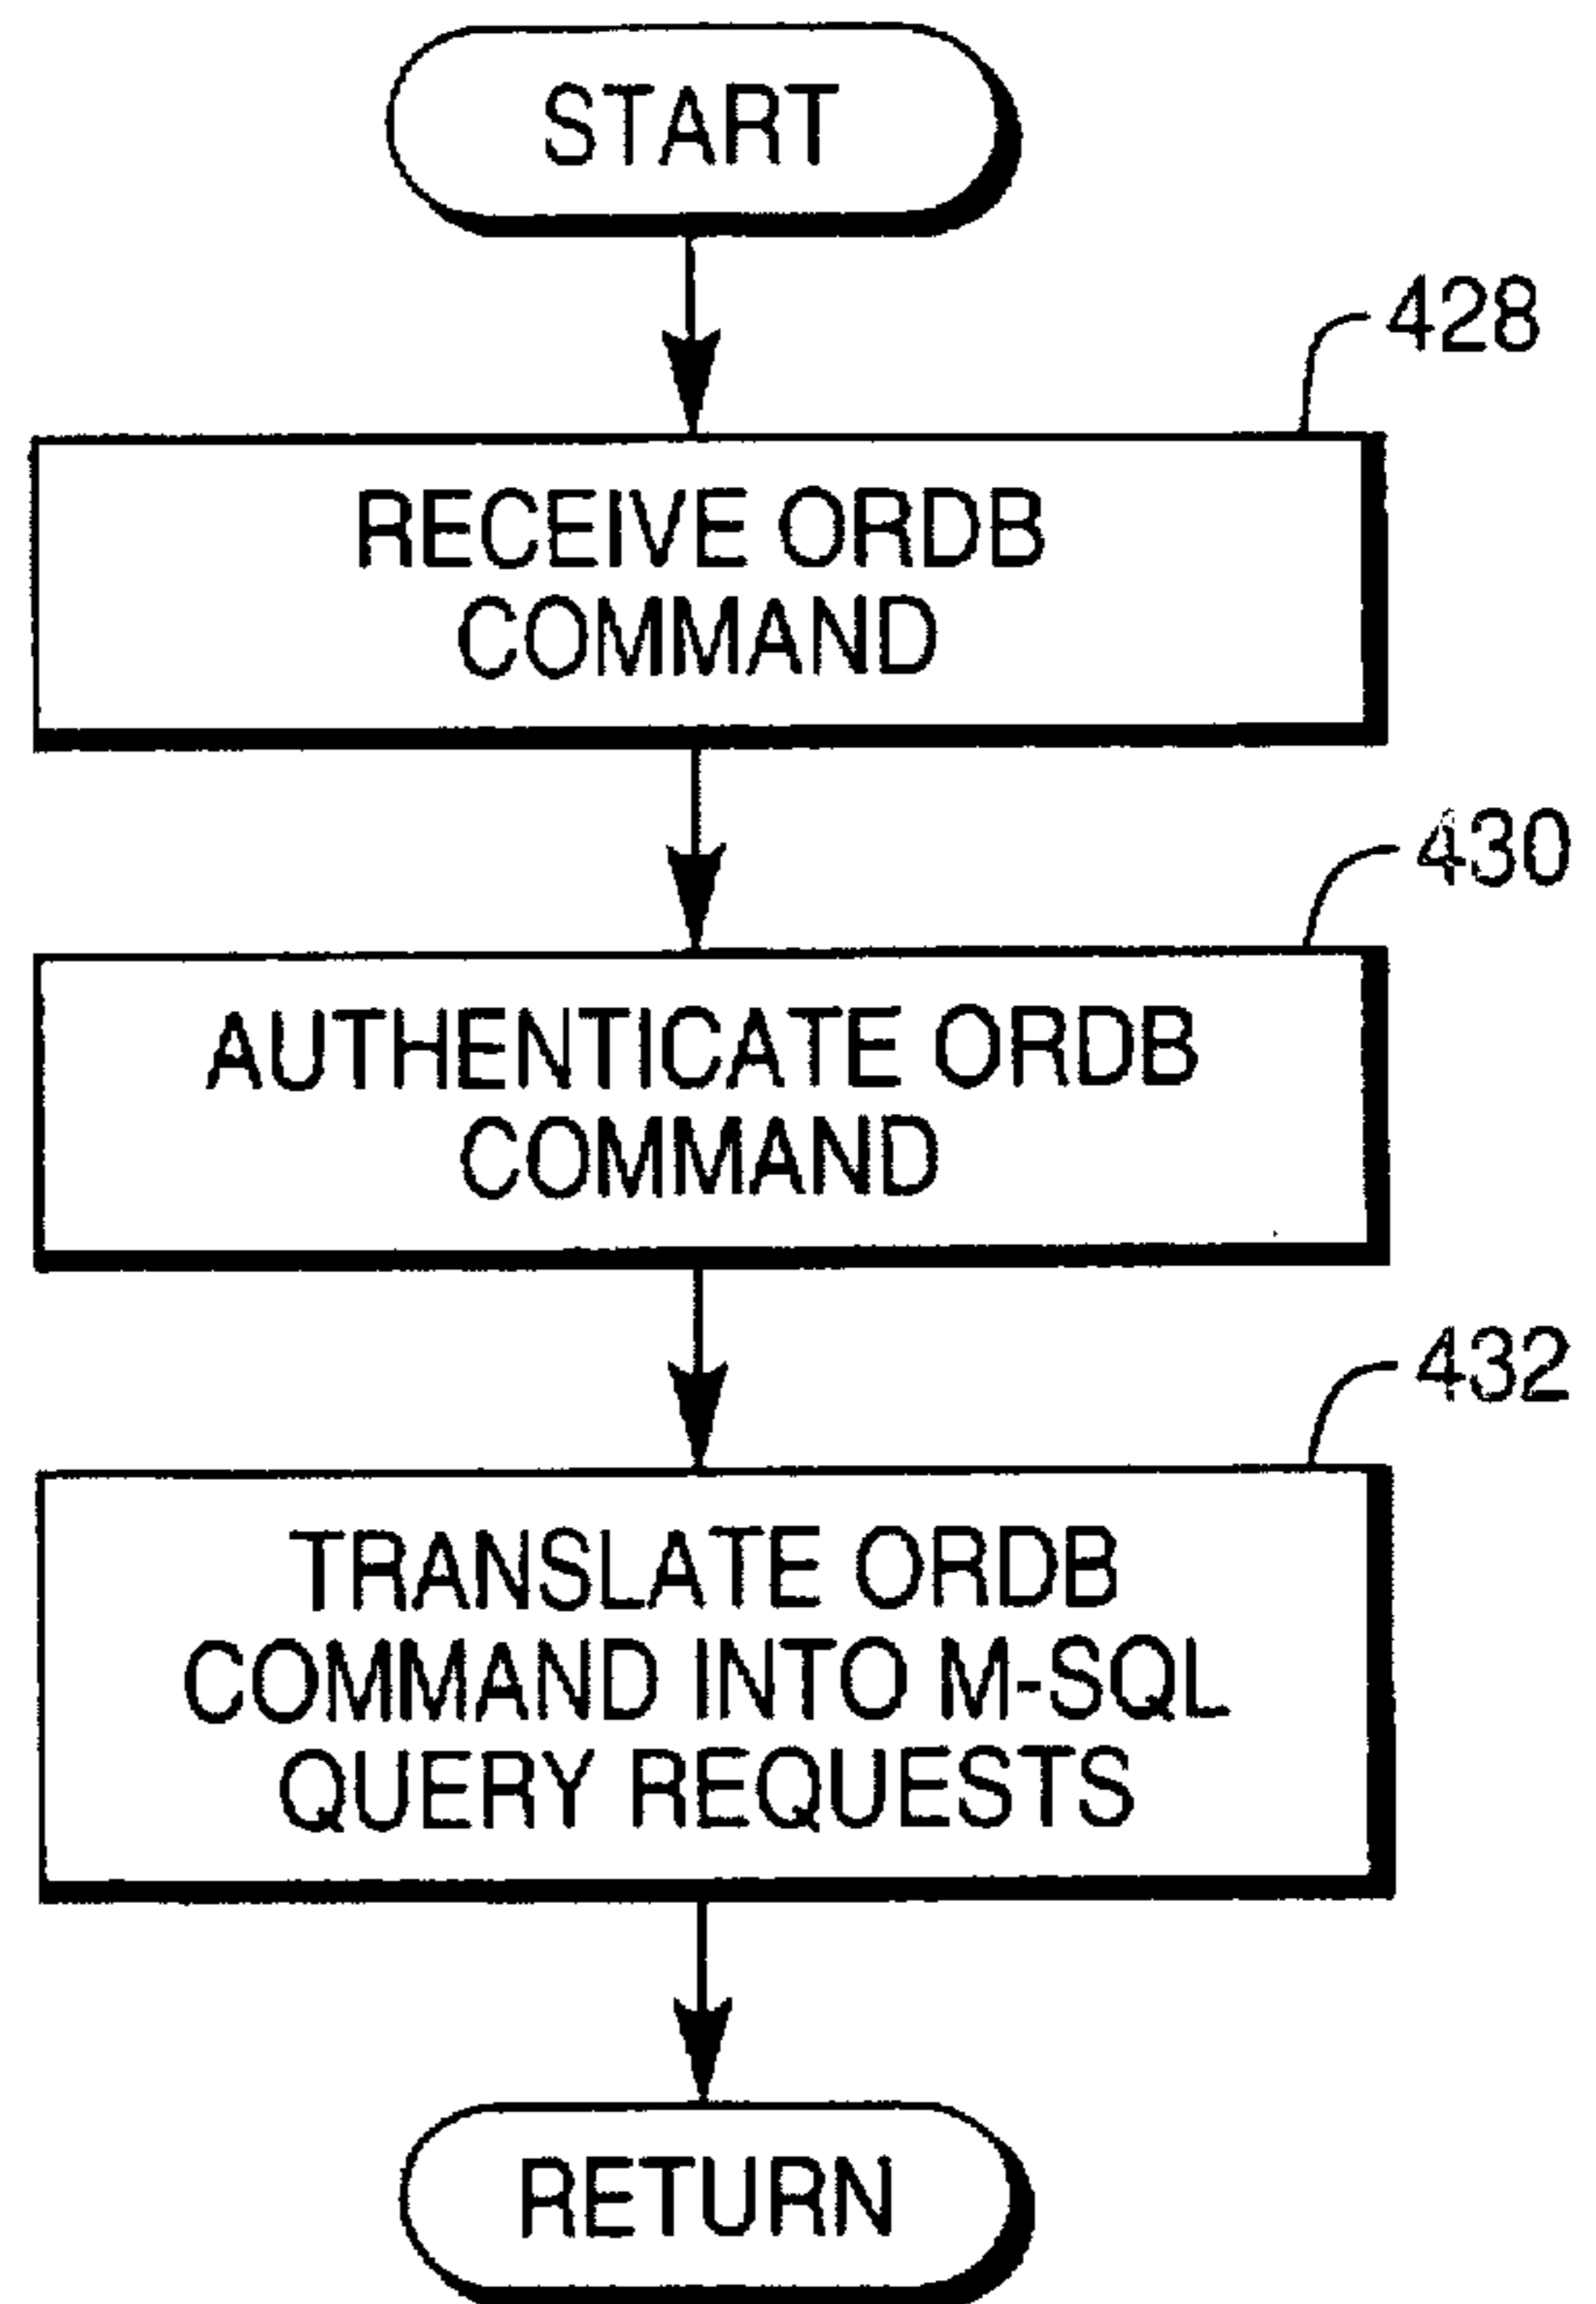 START
428
RECEIVE ORDB
COMMAND
430
AUTHENTICATE ORDB
COMMAND
432
TRANSLATE ORDB
COMMAND INTO M-SQL
QUERY REQUESTS
RETURN